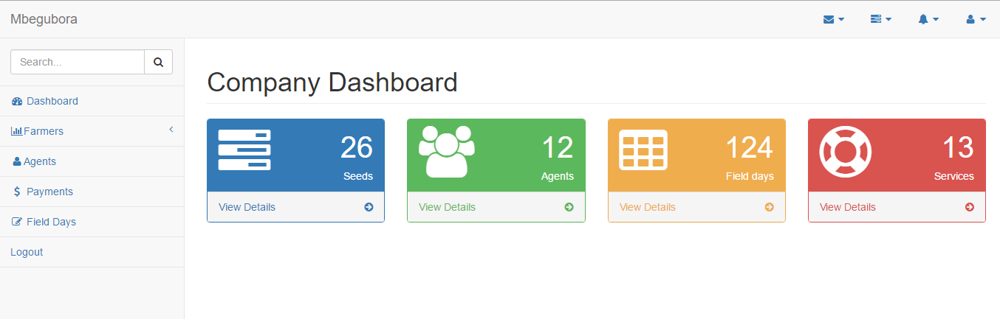 Mbegubora
Search...
Dashboard
Farmers
Agents
Payments
Field Days
Logout
Company Dashboard
26
Seeds
View Details
12
Agents
View Details
124
Field days
View Details
13
Services
View Details